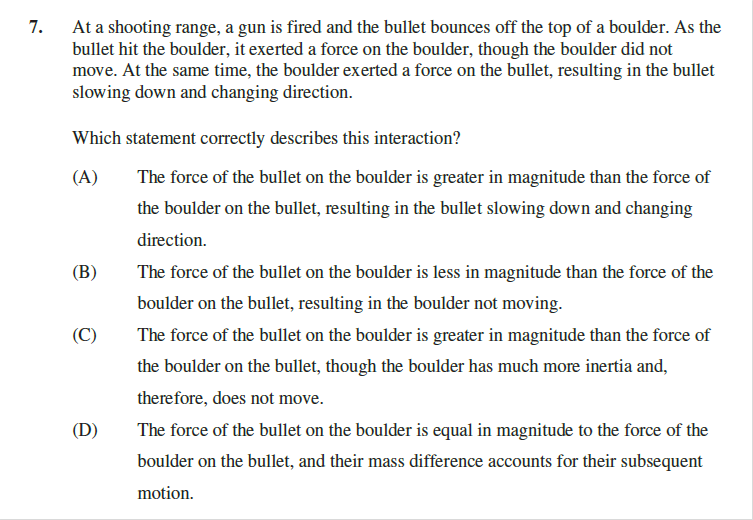 7. At a shooting range, a gun is fired and the bullet bounces off the top of a boulder. As the
bullet hit the boulder, it exerted a force on the boulder, though the boulder did not
move. At the same time, the boulder exerted a force on the bullet, resulting in the bullet
slowing down and changing direction.
Which statement correctly describes this interaction?
(A) The force of the bullet on the boulder is greater in magnitude than the force of
the boulder on the bullet, resulting in the bullet slowing down and changing
direction.
(B) The force of the bullet on the boulder is less in magnitude than the force of the
boulder on the bullet, resulting in the boulder not moving.
(C) The force of the bullet on the boulder is greater in magnitude than the force of
the boulder on the bullet, though the boulder has much more inertia and,
therefore, does not move.
(D) The force of the bullet on the boulder is equal in magnitude to the force of the
boulder on the bullet, and their mass difference accounts for their subsequent
motion.